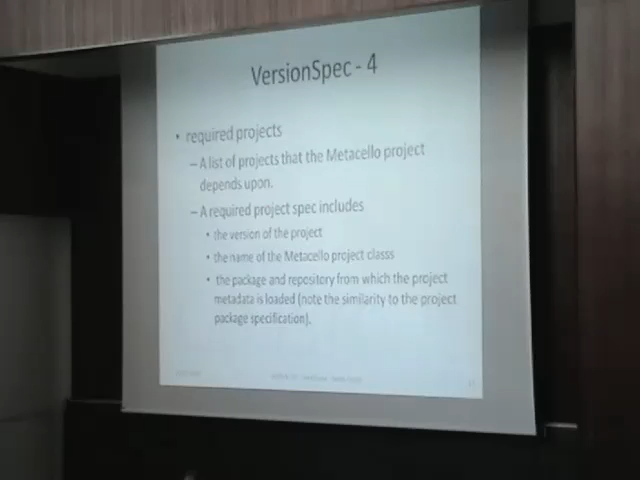 VersionSpec - 4
• required projects
– A list of projects that the Metacello project
depends upon.
– A required project spec includes
• the version of the project
• the name of the Metacello project classs
• the package and repository from which the project
metadata is loaded (note the similarity to the project
package specification).